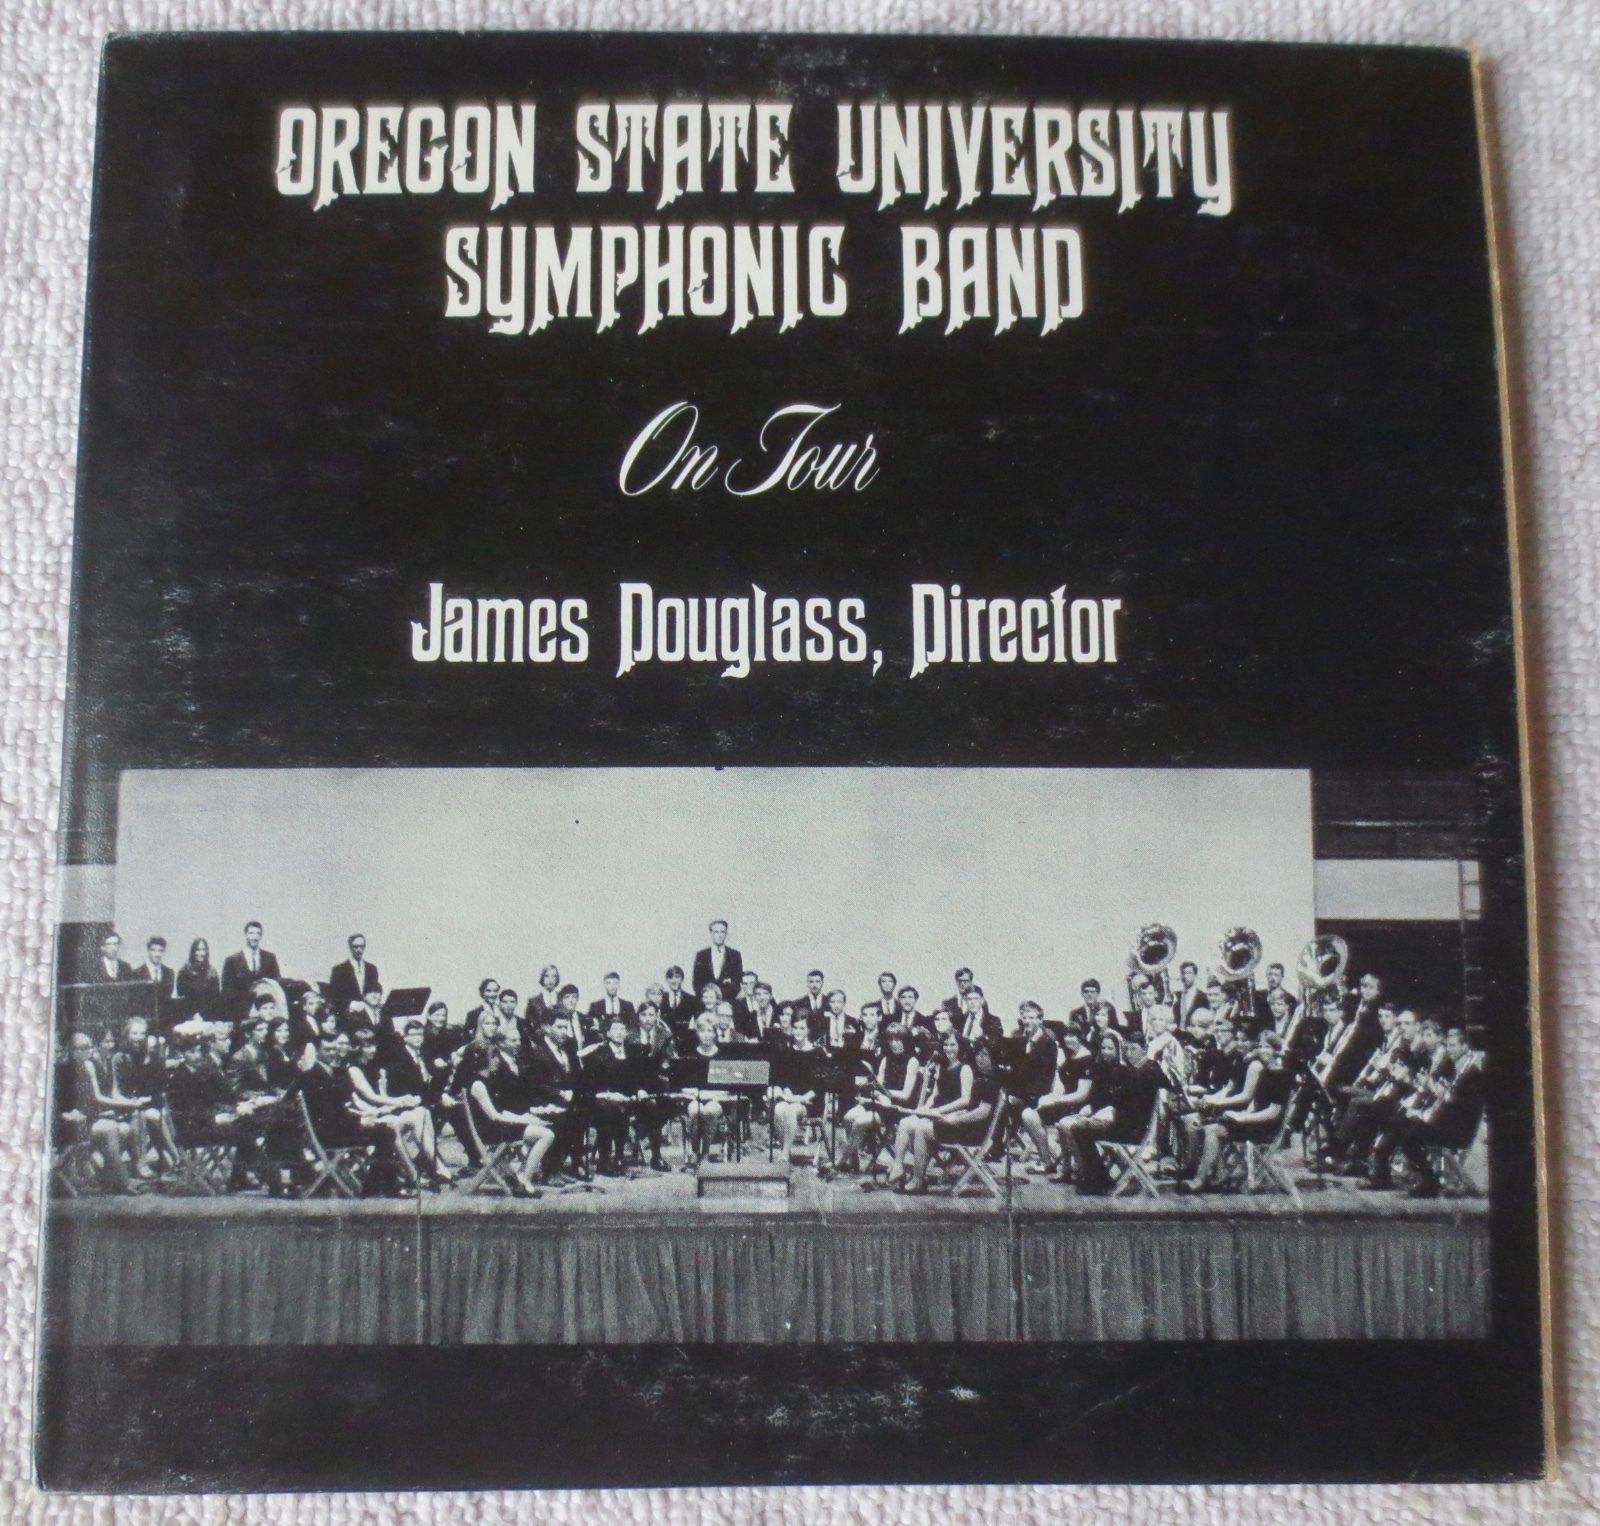 OREGON STATE UNIVERSITY
SYMPHONIC BAND
On Tour
James Douglass, Director